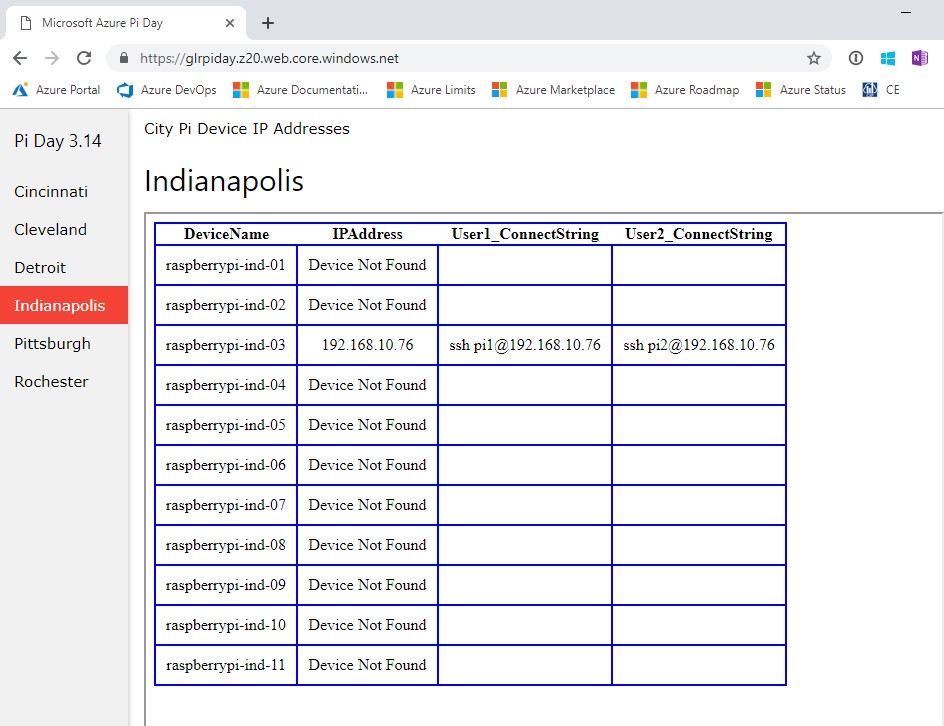 Microsoft Azure Pi Day
https://glrpiday.z20.web.core.windows.net
Azure Portal Azure DevOps Azure Documentati... Azure Limits Azure Marketplace Azure Roadmap Azure Status CE
Pi Day 3.14
Cincinnati
Cleveland
Detroit
Indianapolis
Pittsburgh
Rochester
City Pi Device IP Addresses
Indianapolis
DeviceName IPAddress User1_ConnectString User2_ConnectString
raspberrypi-ind-01 Device Not Found
raspberrypi-ind-02 Device Not Found
raspberrypi-ind-03 192.168.10.76 ssh pi1@192.168.10.76 ssh pi2@192.168.10.76
raspberrypi-ind-04 Device Not Found
raspberrypi-ind-05 Device Not Found
raspberrypi-ind-06 Device Not Found
raspberrypi-ind-07 Device Not Found
raspberrypi-ind-08 Device Not Found
raspberrypi-ind-09 Device Not Found
raspberrypi-ind-10 Device Not Found
raspberrypi-ind-11 Device Not Found